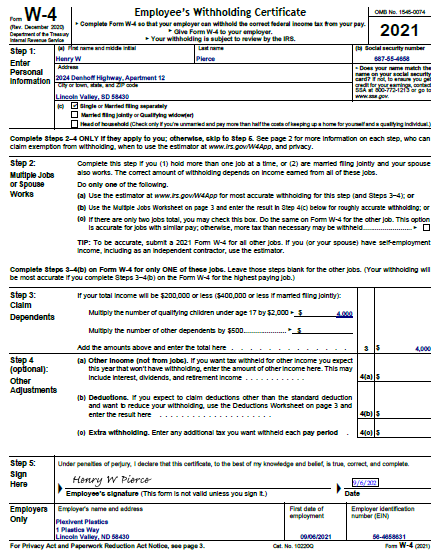 Form W-4
(Rev. December 2020)
Department of the Treasury
Internal Revenue Service
Employee's Withholding Certificate
▸ Complete Form W-4 so that your employer can withhold the correct federal income tax from your pay.
▸ Give Form W-4 to your employer.
▸ Your withholding is subject to review by the IRS.
OMB No. 1545-0074
2021
Step 1:
Enter
Personal
Information
(a) First name and middle initial
Last name
(b) Social security number
Henry W
Pierce
687-55-4658
Address
2024 Denhoff Highway, Apartment 12
City or town, state, and ZIP code
Lincoln Valley, SD 58430
▸ Does your name match the
name on your social security
card? If not, to ensure you get
credit for your earnings, contact
SSA at 800-772-1213 or go to
www.ssa.gov.
(c) Single or Married filing separately
Married filing jointly or Qualifying widow(er)
Head of household (Check only if you're unmarried and pay more than half the costs of keeping up a home for yourself and a qualifying individual.)
Complete Steps 2–4 ONLY if they apply to you; otherwise, skip to Step 5. See page 2 for more information on each step, who can
claim exemption from withholding, when to use the estimator at www.irs.gov/W4App, and privacy.
Step 2:
Multiple Jobs
or Spouse
Works
Complete this step if you (1) hold more than one job at a time, or (2) are married filing jointly and your spouse
also works. The correct amount of withholding depends on income earned from all of these jobs.
Do only one of the following.
(a) Use the estimator at www.irs.gov/W4App for most accurate withholding for this step (and Steps 3–4); or
(b) Use the Multiple Jobs Worksheet on page 3 and enter the result in Step 4(c) below for roughly accurate withholding; or
(c) If there are only two jobs total, you may check this box. Do the same on Form W-4 for the other job. This option
is accurate for jobs with similar pay; otherwise, more tax than necessary may be withheld ▸
TIP: To be accurate, submit a 2021 Form W-4 for all other jobs. If you (or your spouse) have self-employment
income, including as an independent contractor, use the estimator.
Complete Steps 3–4(b) on Form W-4 for only ONE of these jobs. Leave those steps blank for the other jobs. (Your withholding will
be most accurate if you complete Steps 3–4(b) on the Form W-4 for the highest paying job.)
Step 3:
Claim
Dependents
If your total income will be $200,000 or less ($400,000 or less if married filing jointly):
Multiply the number of qualifying children under age 17 by $2,000 ▸ $ 4,000
Multiply the number of other dependents by $500 ▸ $
Add the amounts above and enter the total here 3 $ 4,000
Step 4
(optional):
Other
Adjustments
(a) Other income (not from jobs). If you want tax withheld for other income you expect
this year that won't have withholding, enter the amount of other income here. This may
include interest, dividends, and retirement income 4(a) $
(b) Deductions. If you expect to claim deductions other than the standard deduction
and want to reduce your withholding, use the Deductions Worksheet on page 3 and
enter the result here 4(b) $
(c) Extra withholding. Enter any additional tax you want withheld each pay period 4(c) $
Step 5:
Sign
Here
Under penalties of perjury, I declare that this certificate, to the best of my knowledge and belief, is true, correct, and complete.
Henry W Pierce
9/6/202
Employee's signature (This form is not valid unless you sign it.)
Date
Employers
Only
Employer's name and address
First date of
employment
Employer identification
number (EIN)
Plexivent Plastics
1 Plastics Way
Lincoln Valley, ND 58430
09/06/2021
56-4658631
For Privacy Act and Paperwork Reduction Act Notice, see page 3.
Cat. No. 10220Q
Form W-4 (2021)